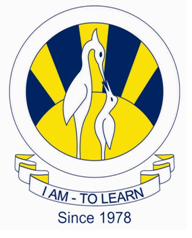 I AM - TO LEARN
Since 1978